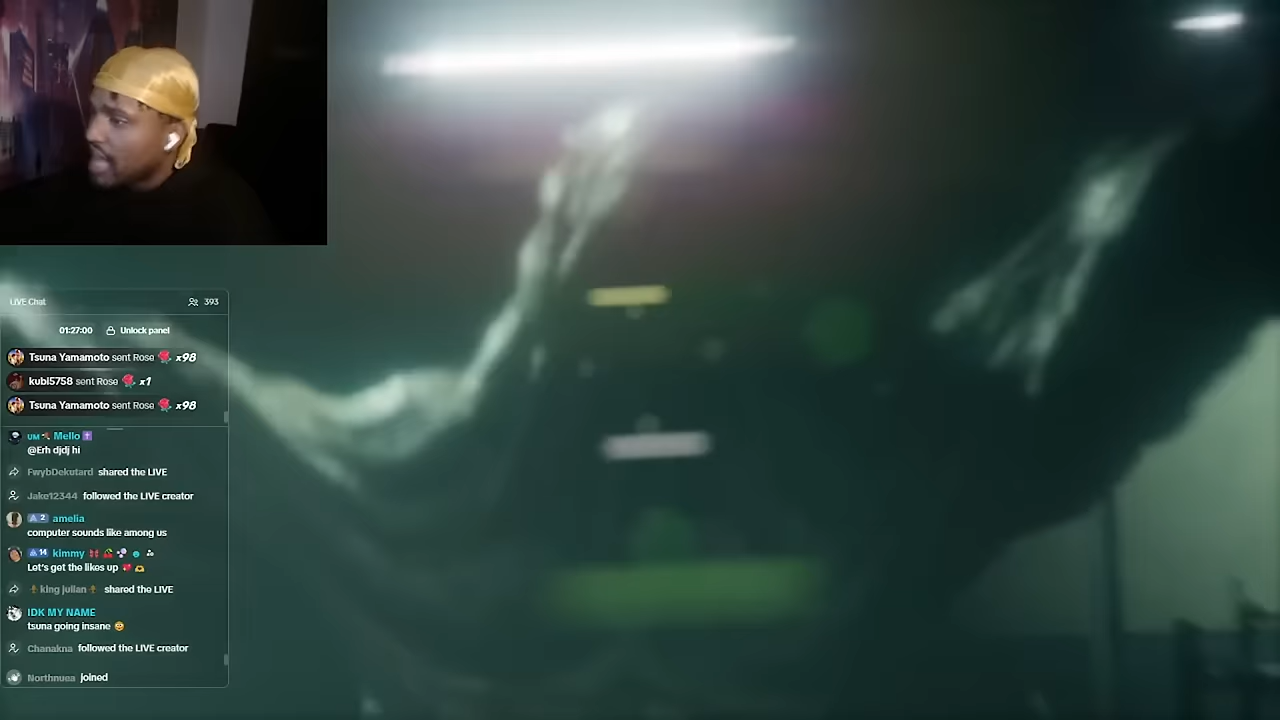 LIVE Chat 393
01:27:00 Unlock panel
Tsuna Yamamoto sent Rose x98
kubi5758 sent Rose x1
Tsuna Yamamoto sent Rose x98
UM Mello
@Erh djdj hi
FwybDekutard shared the LIVE
Jake12344 followed the LIVE creator
2 amelia
computer sounds like among us
14 kimmy
Let's get the likes up
king julian shared the LIVE
IDK MY NAME
tsuna going insane
Chanakna followed the LIVE creator
Northnuea joined